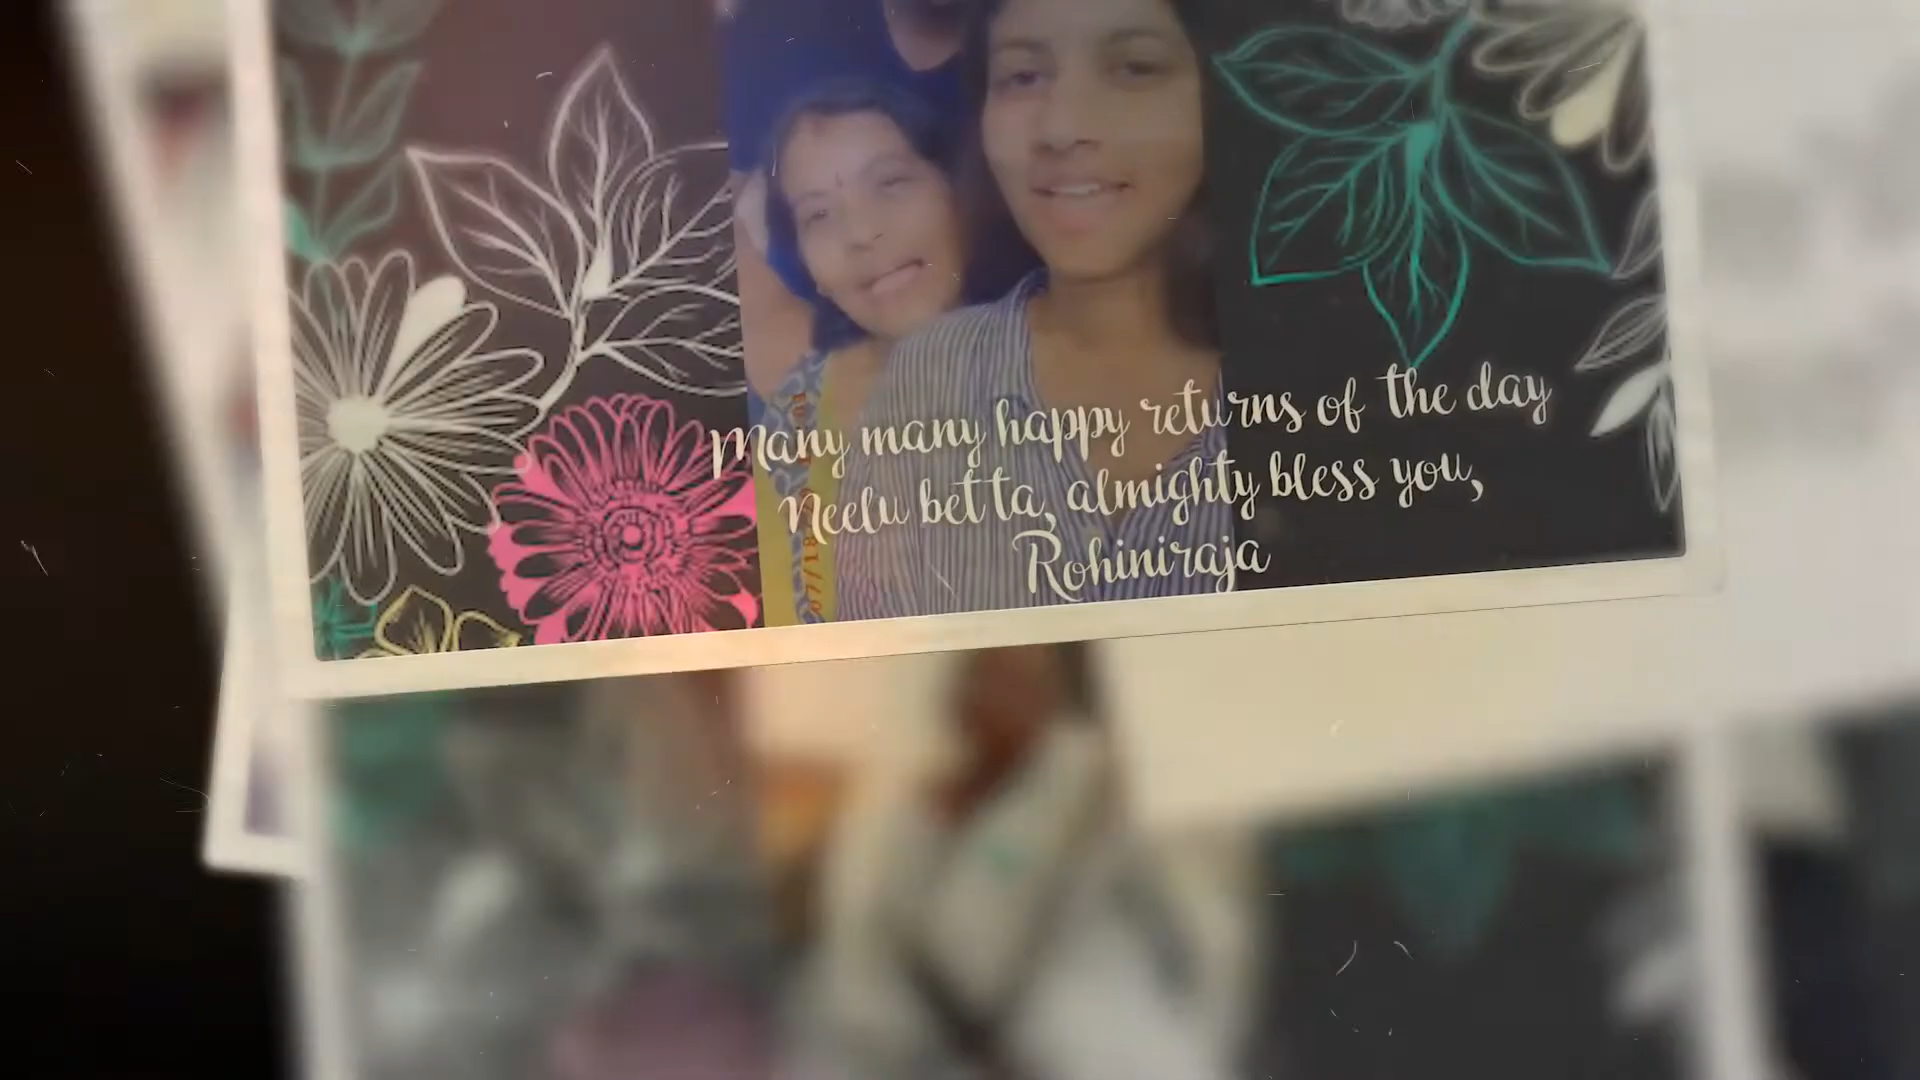 Many many happy returns of the day
Neelu betta, almighty bless you,
Rohiniraja